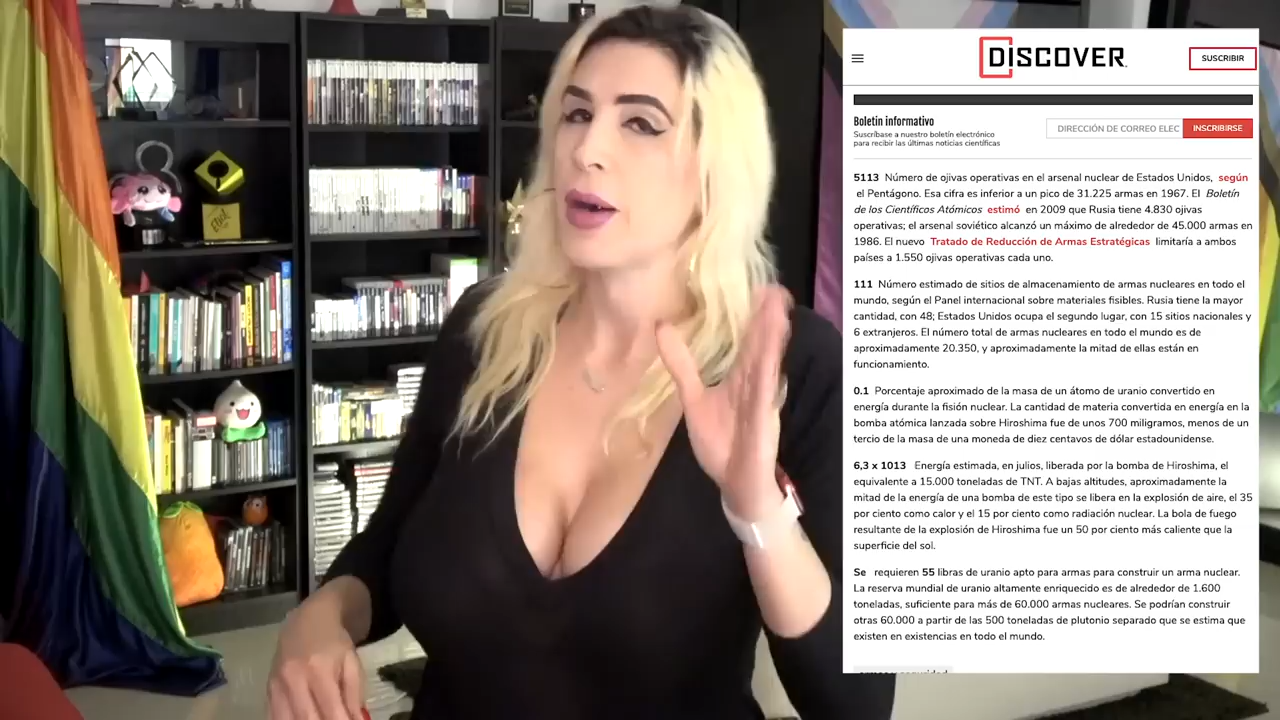 DISCOVER
SUSCRIBIR
Boletin informativo
Suscríbase a nuestro boletín electrónico
para recibir las últimas noticias científicas
DIRECCIÓN DE CORREO ELEC
INSCRIBIRSE
5113 Número de ojivas operativas en el arsenal nuclear de Estados Unidos, según
el Pentágono. Esa cifra es inferior a un pico de 31.225 armas en 1967. El Boletín
de los Científicos Atómicos estimó en 2009 que Rusia tiene 4.830 ojivas
operativas; el arsenal soviético alcanzó un máximo de alrededor de 45.000 armas en
1986. El nuevo Tratado de Reducción de Armas Estratégicas limitaría a ambos
países a 1.550 ojivas operativas cada uno.
111 Número estimado de sitios de almacenamiento de armas nucleares en todo el
mundo, según el Panel internacional sobre materiales fisibles. Rusia tiene la mayor
cantidad, con 48; Estados Unidos ocupa el segundo lugar, con 15 sitios nacionales y
6 extranjeros. El número total de armas nucleares en todo el mundo es de
aproximadamente 20.350, y aproximadamente la mitad de ellas están en
funcionamiento.
0.1 Porcentaje aproximado de la masa de un átomo de uranio convertido en
energía durante la fisión nuclear. La cantidad de materia convertida en energía en la
bomba atómica lanzada sobre Hiroshima fue de unos 700 miligramos, menos de un
tercio de la masa de una moneda de diez centavos de dólar estadounidense.
6,3 x 1013 Energía estimada, en julios, liberada por la bomba de Hiroshima, el
equivalente a 15.000 toneladas de TNT. A bajas altitudes, aproximadamente la
mitad de la energía de una bomba de este tipo se libera en la explosión de aire, el 35
por ciento como calor y el 15 por ciento como radiación nuclear. La bola de fuego
resultante de la explosión de Hiroshima fue un 50 por ciento más caliente que la
superficie del sol.
Se requieren 55 libras de uranio apto para armas para construir un arma nuclear.
La reserva mundial de uranio altamente enriquecido es de alrededor de 1.600
toneladas, suficiente para más de 60.000 armas nucleares. Se podrían construir
otras 60.000 a partir de las 500 toneladas de plutonio separado que se estima que
existen en existencias en todo el mundo.